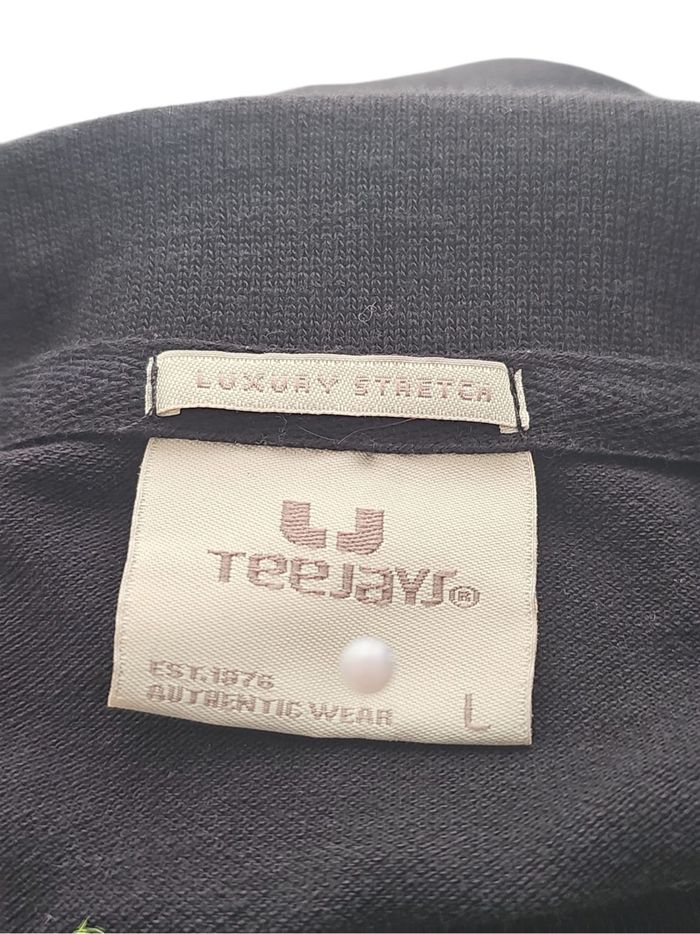 LUXURY STRETCH
TeeJays®
EST.1976
AUTHENTIC WEAR
L